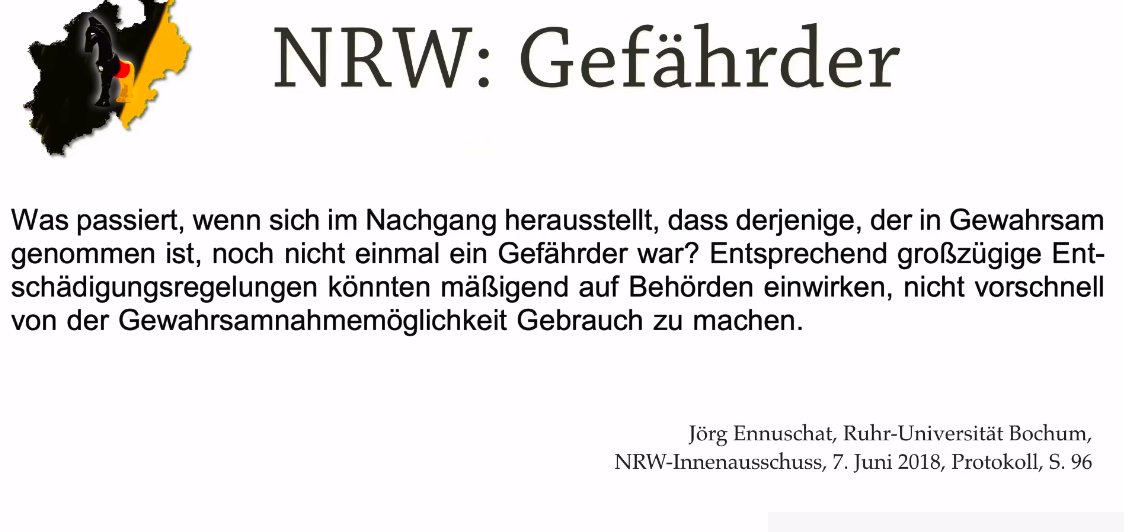 NRW: Gefährder
Was passiert, wenn sich im Nachgang herausstellt, dass derjenige, der in Gewahrsam
genommen ist, noch nicht einmal ein Gefährder war? Entsprechend großzügige Ent-
schädigungsregelungen könnten mäßigend auf Behörden einwirken, nicht vorschnell
von der Gewahrsamnahmemöglichkeit Gebrauch zu machen.
Jörg Ennuschat, Ruhr-Universität Bochum,
NRW-Innenausschuss, 7. Juni 2018, Protokoll, S. 96